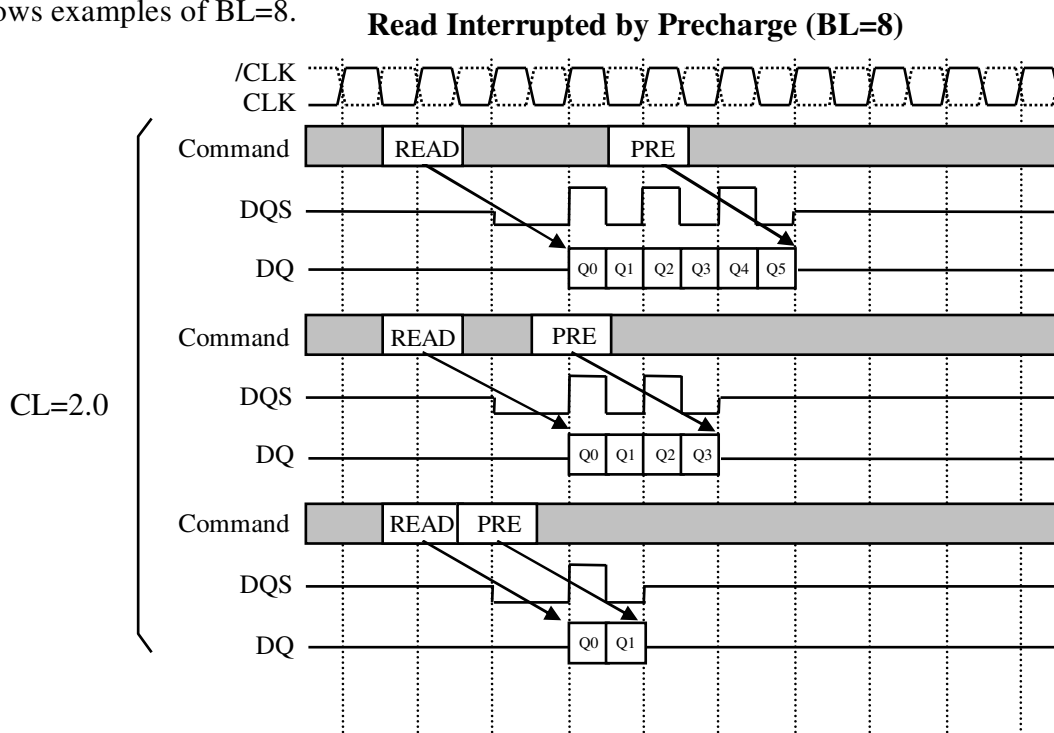 ows examples of BL=8.
Read Interrupted by Precharge (BL=8)
/CLK
CLK
Command READ PRE
DQS
DQ Q0 Q1 Q2 Q3 Q4 Q5
Command READ PRE
CL=2.0
DQS
DQ Q0 Q1 Q2 Q3
Command READ PRE
DQS
DQ Q0 Q1